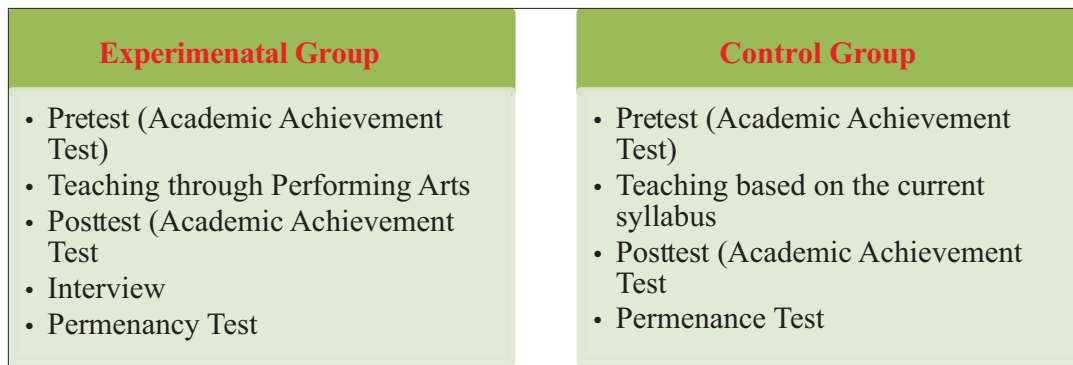 Experimenatal Group
• Pretest (Academic Achievement
Test)
• Teaching through Performing Arts
• Posttest (Academic Achievement
Test
• Interview
• Permenancy Test
Control Group
• Pretest (Academic Achievement
Test)
• Teaching based on the current
syllabus
• Posttest (Academic Achievement
Test
• Permenance Test